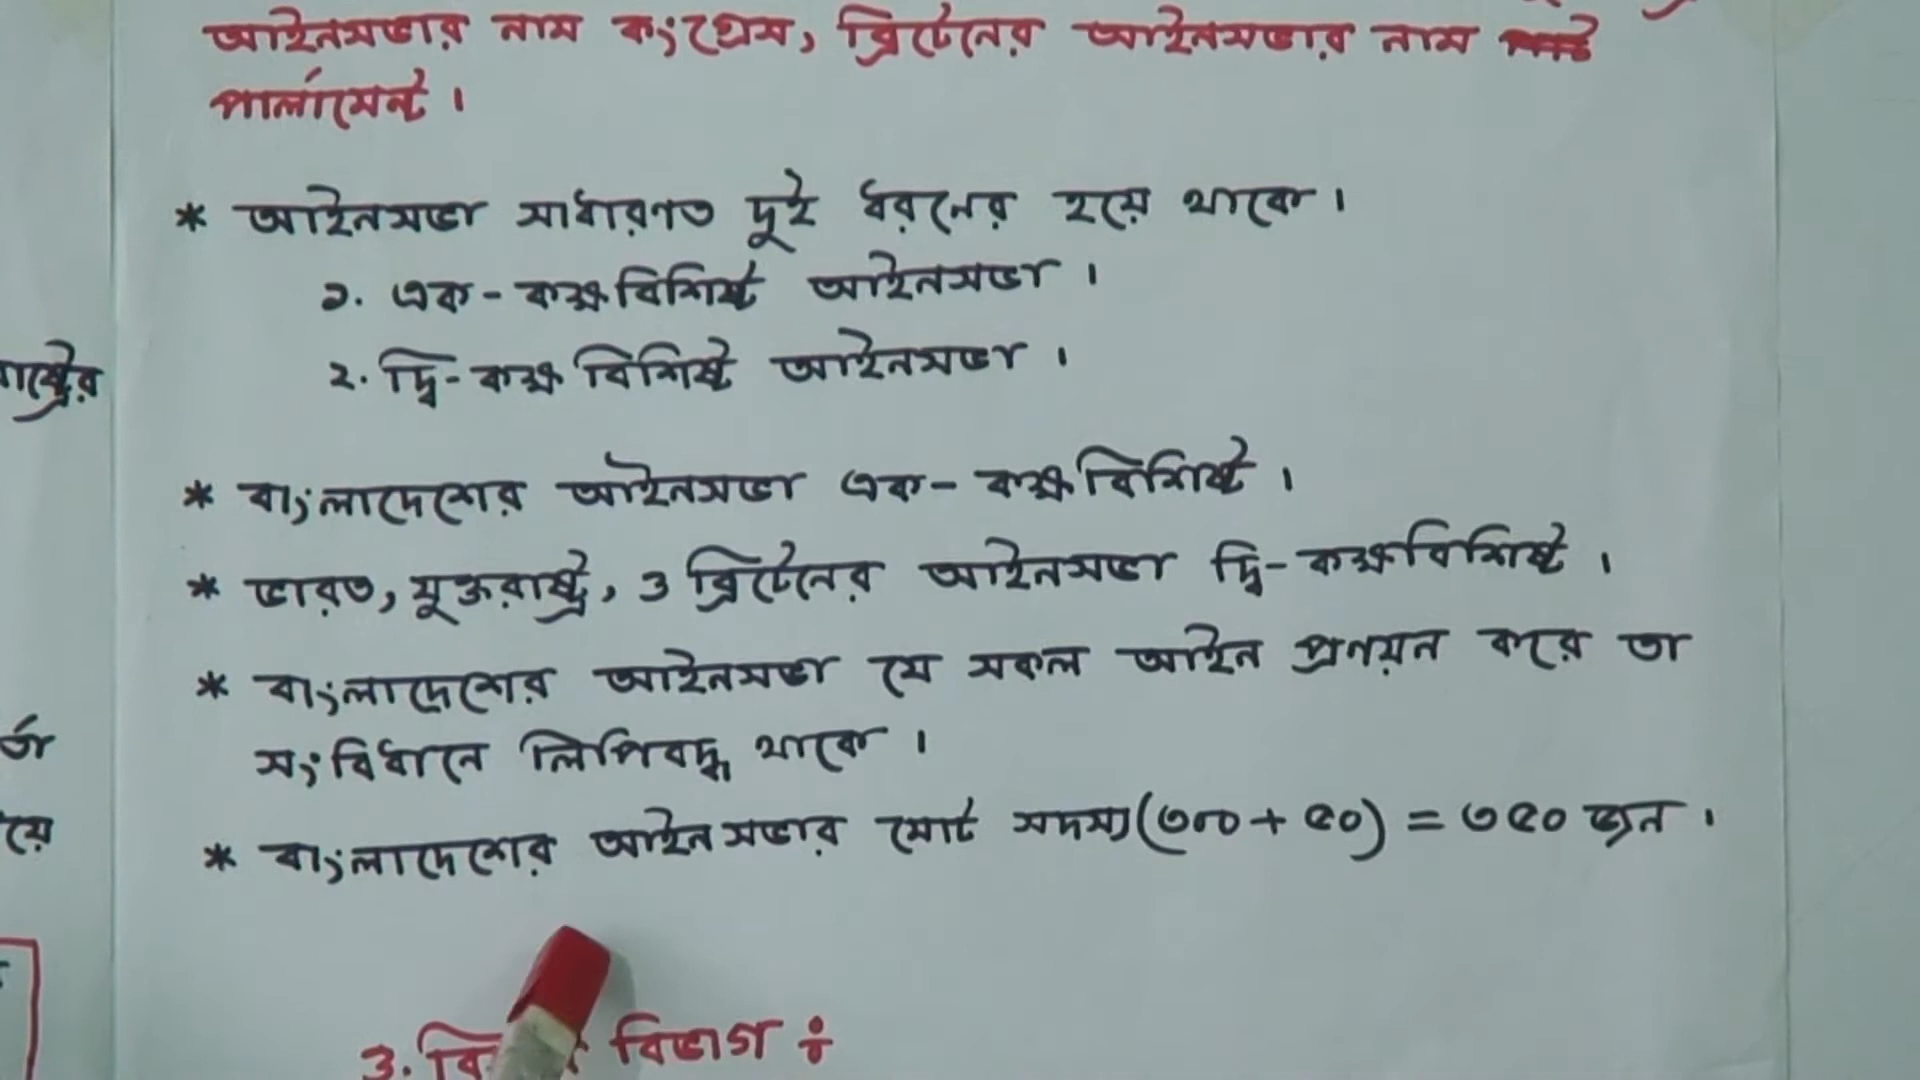 আইনসভার নাম কংগ্রেস, ব্রিটেনের আইনসভার নাম
পার্লামেন্ট।
* আইনসভা সাধারণত দুই ধরনের হয়ে থাকে।
১. এক-কক্ষবিশিষ্ট আইনসভা।
২. দ্বি-কক্ষ বিশিষ্ট আইনসভা।
* বাংলাদেশের আইনসভা এক-কক্ষবিশিষ্ট।
* ভারত, যুক্তরাষ্ট্র, ও ব্রিটেনের আইনসভা দ্বি-কক্ষবিশিষ্ট।
* বাংলাদেশের আইনসভা যে সকল আইন প্রণয়ন করে তা
সংবিধানে লিপিবদ্ধ থাকে।
* বাংলাদেশের আইনসভার মোট সদস্য(৩০০+৫০)=৩৫০ জন।
৩. বিভাগ ÷